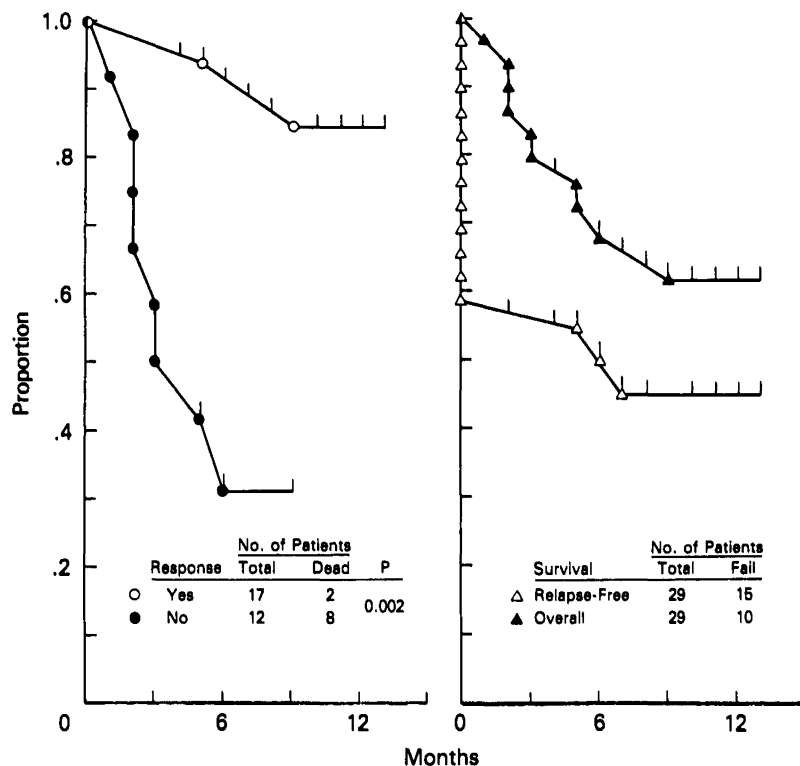 Proportion
1.0
.8
.6
.4
.2
0
6
12
No. of Patients
Response Total Dead P
Yes 17 2
0.002
No 12 8
No. of Patients
Survival Total Fail
Relapse-Free 29 15
Overall 29 10
0
6
12
Months